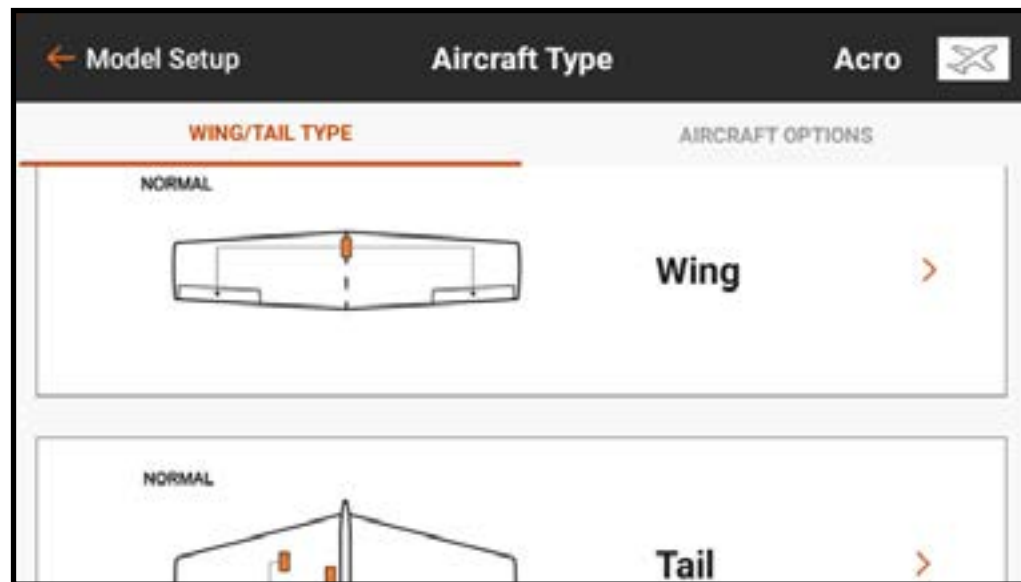 Model Setup Aircraft Type Acro
WING/TAIL TYPE AIRCRAFT OPTIONS
NORMAL
Wing
NORMAL
Tail